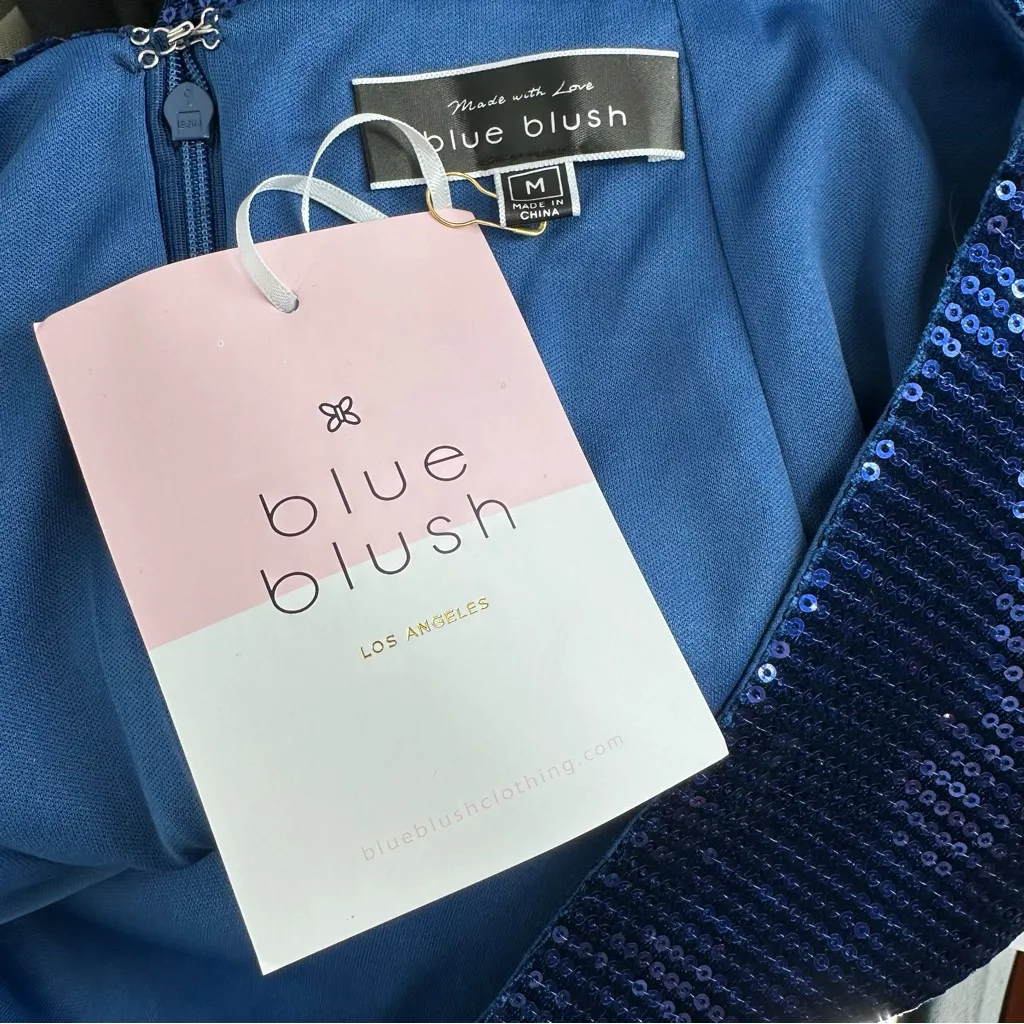 Made with Love
blue blush
M
MADE IN
CHINA
blue
blush
LOS ANGELES
blueblushclothing.com